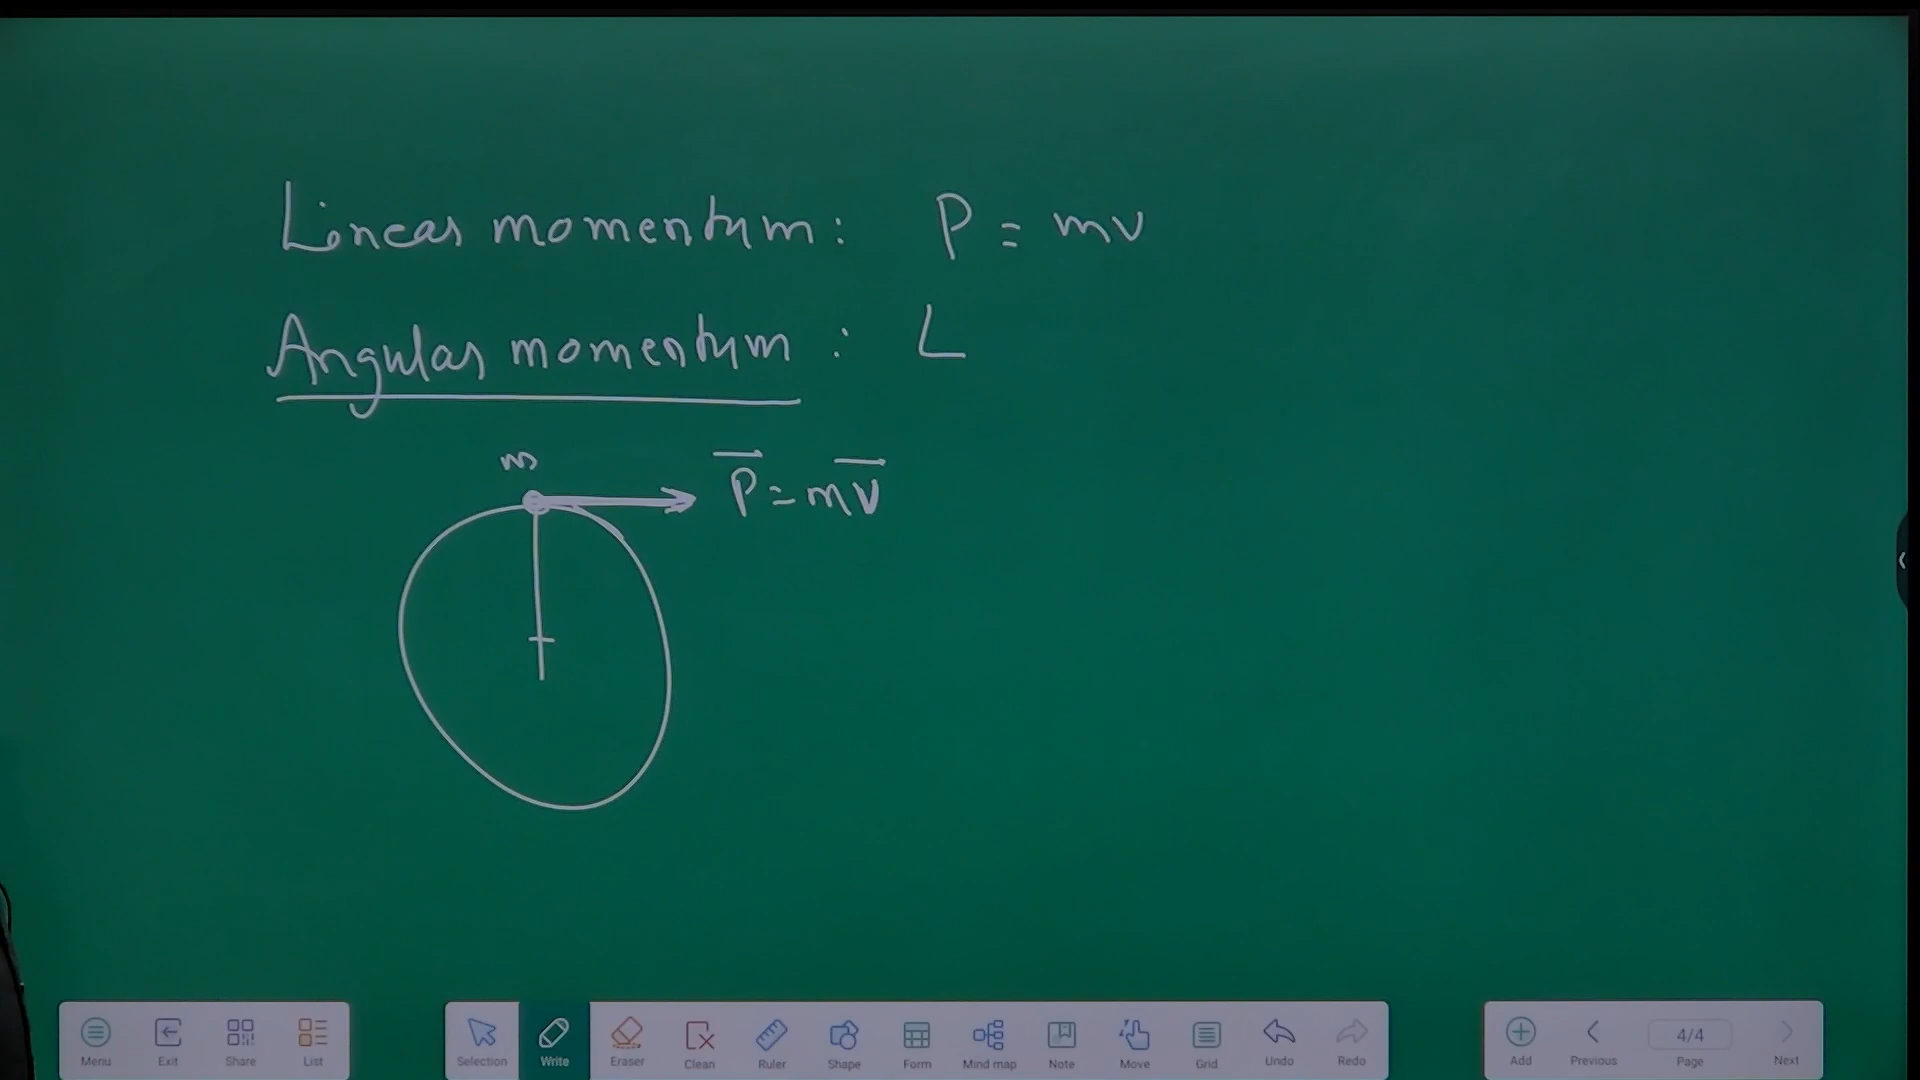 Linear momentum: P = mv
Angular momentum : L
m
P = mv
Menu Exit Share List Selection Write Eraser Clean Ruler Shape Form Mind map Note Move Grid Undo Redo Add Previous 4/4 Page Next